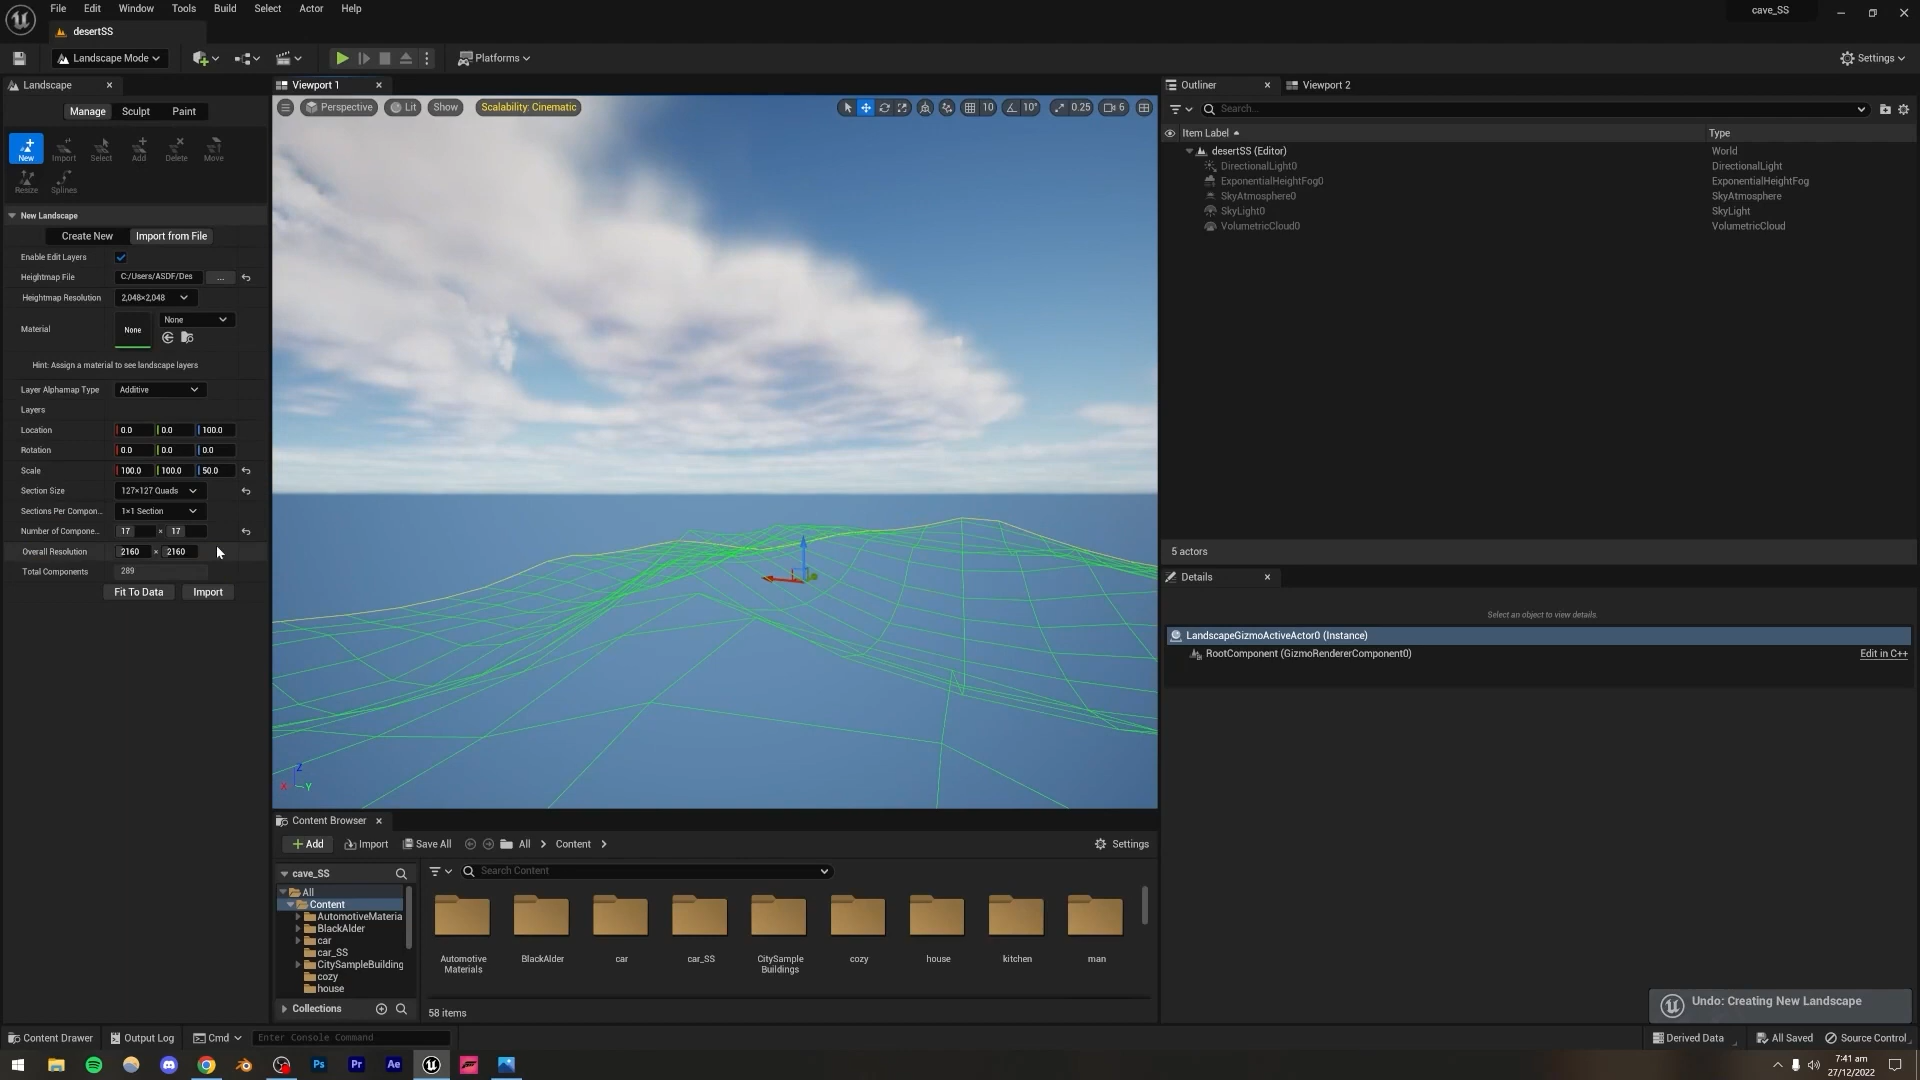 File Edit Window Tools Build Select Actor Help
cave_SS
desertSS
Landscape Mode
Platforms
Settings
Landscape
Viewport 1
Outliner
Viewport 2
Manage Sculpt Paint
Perspective Lit Show Scalability: Cinematic
10 10° 0.25 6
Search...
New Import Select Add Delete Move
Resize Splines
Item Label Type
desertSS (Editor) World
DirectionalLight0 DirectionalLight
ExponentialHeightFog0 ExponentialHeightFog
SkyAtmosphere0 SkyAtmosphere
SkyLight0 SkyLight
VolumetricCloud0 VolumetricCloud
New Landscape
Create New Import from File
Enable Edit Layers
Heightmap File C:/Users/ASDF/Des ...
Heightmap Resolution 2,048×2,048
Material None None
Hint: Assign a material to see landscape layers
Layer Alphamap Type Additive
Layers
Location 0.0 0.0 100.0
Rotation 0.0 0.0 0.0
Scale 100.0 100.0 50.0
Section Size 127×127 Quads
Sections Per Compon... 1×1 Section
Number of Compone... 17 × 17
Overall Resolution 2160 × 2160
Total Components 289
Fit To Data Import
5 actors
Details
Select an object to view details.
LandscapeGizmoActiveActor0 (Instance)
RootComponent (GizmoRendererComponent0) Edit in C++
Z
X Y
Content Browser
Add Import Save All All Content Settings
cave_SS
Search Content
All
Content
AutomotiveMateria
BlackAlder
car
car_SS
CitySampleBuilding
cozy
house
Collections
Automotive Materials
BlackAlder
car
car_SS
CitySample Buildings
cozy
house
kitchen
man
58 items
Undo: Creating New Landscape
Content Drawer Output Log Cmd Enter Console Command
Derived Data All Saved Source Control
Ps Pr Ae
7:41 am
27/12/2022